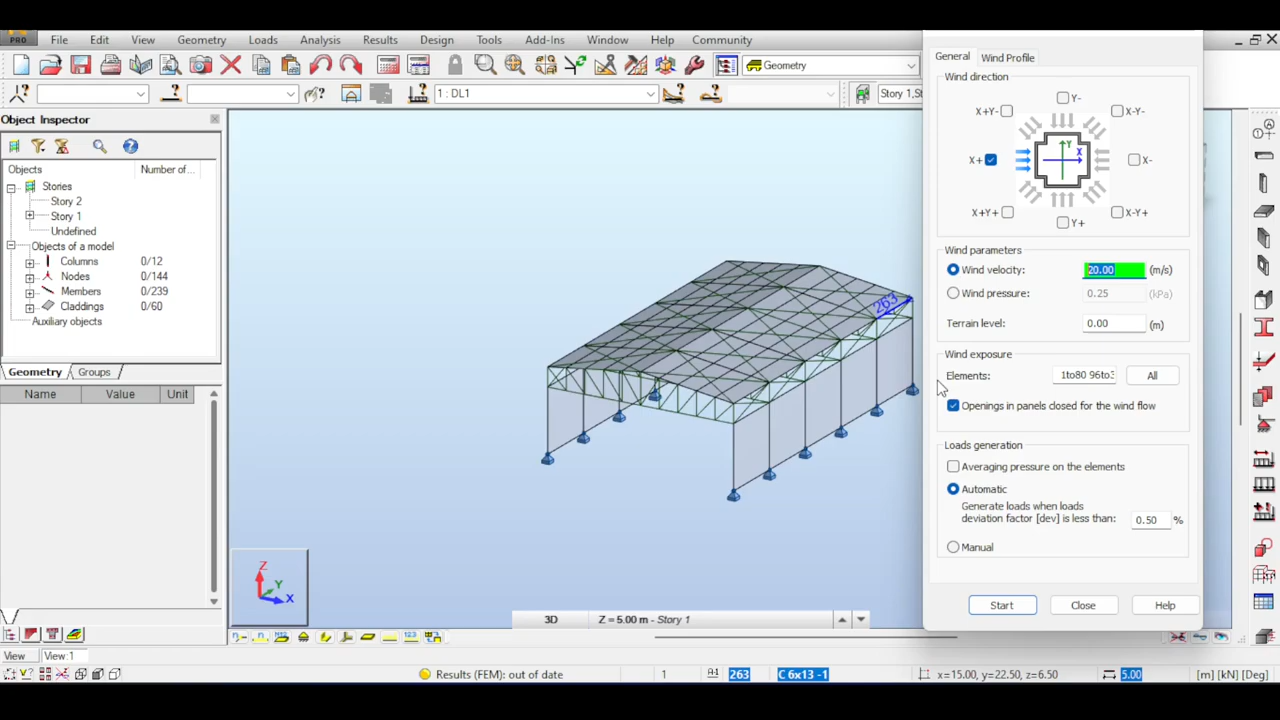 PRO File Edit View Geometry Loads Analysis Results Design Tools Add-Ins Window Help Community
Geometry
1 : DL1
Story 1,St
Object Inspector
Objects Number of...
Stories
Story 2
Story 1
Undefined
Objects of a model
Columns 0/12
Nodes 0/144
Members 0/239
Claddings 0/60
Auxiliary objects
Geometry Groups
Name Value Unit
263
Z
Y
X
3D Z = 5.00 m - Story 1
General Wind Profile
Wind direction
Y-
X+Y- X-Y-
Y
X
X+ X-
X+Y+ X-Y+
Y+
Wind parameters
Wind velocity: 20.00 (m/s)
Wind pressure: 0.25 (kPa)
Terrain level: 0.00 (m)
Wind exposure
Elements: 1to80 96to3 All
Openings in panels closed for the wind flow
Loads generation
Averaging pressure on the elements
Automatic
Generate loads when loads
deviation factor [dev] is less than: 0.50 %
Manual
Start Close Help
View View:1
Results (FEM): out of date 1 263 C 6x13 -1 x=15.00, y=22.50, z=6.50 5.00 [m] [kN] [Deg]